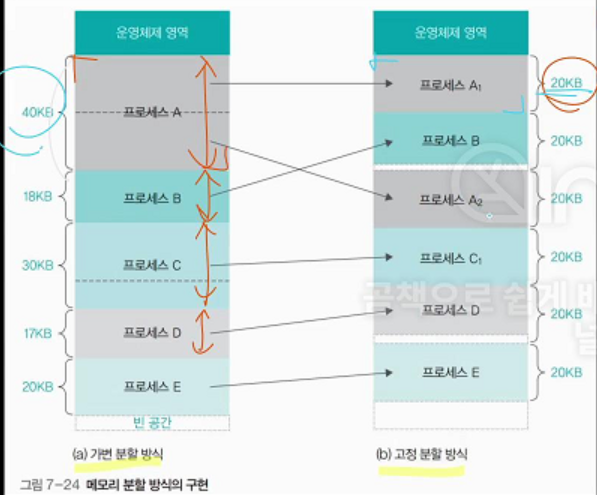 운영체제 영역
40KB
프로세스 A
18KB
프로세스 B
30KB
프로세스 C
17KB
프로세스 D
20KB
프로세스 E
빈 공간
(a) 가변 분할 방식
운영체제 영역
프로세스 A1
20KB
프로세스 B
20KB
프로세스 A2
20KB
프로세스 C1
20KB
프로세스 D
20KB
프로세스 E
20KB
(b) 고정 분할 방식
그림 7-24 메모리 분할 방식의 구현